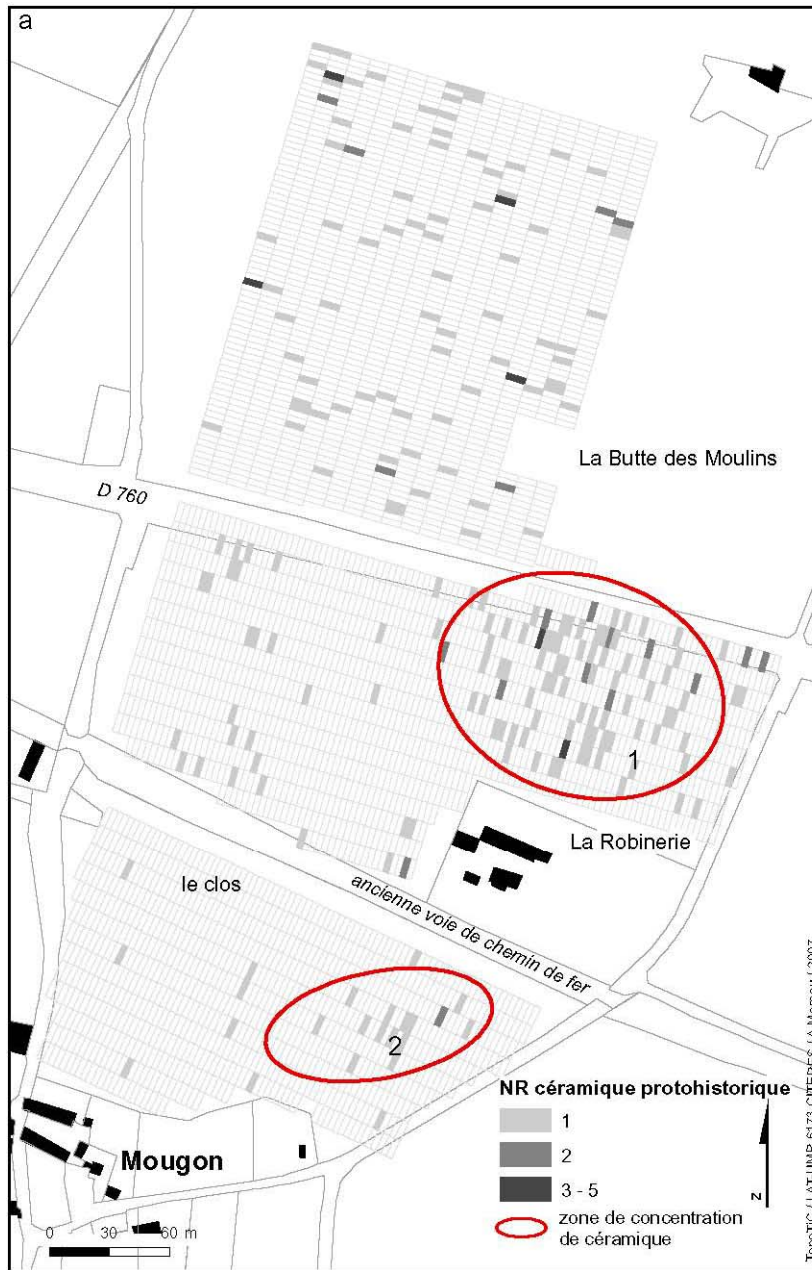 a
La Butte des Moulins
D 760
1
La Robinerie
le clos
ancienne voie de chemin de fer
2
Mougon
NR céramique protohistorique
1
2
3 - 5
zone de concentration
de céramique
N
0 30 60 m